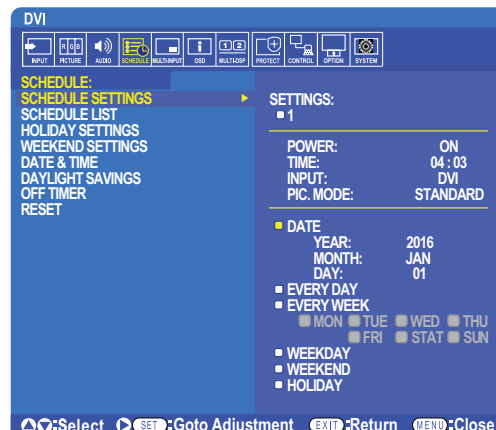 DVI
INPUT RGB PICTURE AUDIO SCHEDULE MULTI-INPUT OSD 1 2 MULTI-DSP PROTECT CONTROL OPTION SYSTEM
SCHEDULE:
SCHEDULE SETTINGS
SCHEDULE LIST
HOLIDAY SETTINGS
WEEKEND SETTINGS
DATE & TIME
DAYLIGHT SAVINGS
OFF TIMER
RESET
SETTINGS:
1
POWER: ON
TIME: 04 : 03
INPUT: DVI
PIC. MODE: STANDARD
DATE
YEAR: 2016
MONTH: JAN
DAY: 01
EVERY DAY
EVERY WEEK
MON TUE WED THU
FRI STAT SUN
WEEKDAY
WEEKEND
HOLIDAY
:Select SET :Goto Adjustment EXIT :Return MENU :Close